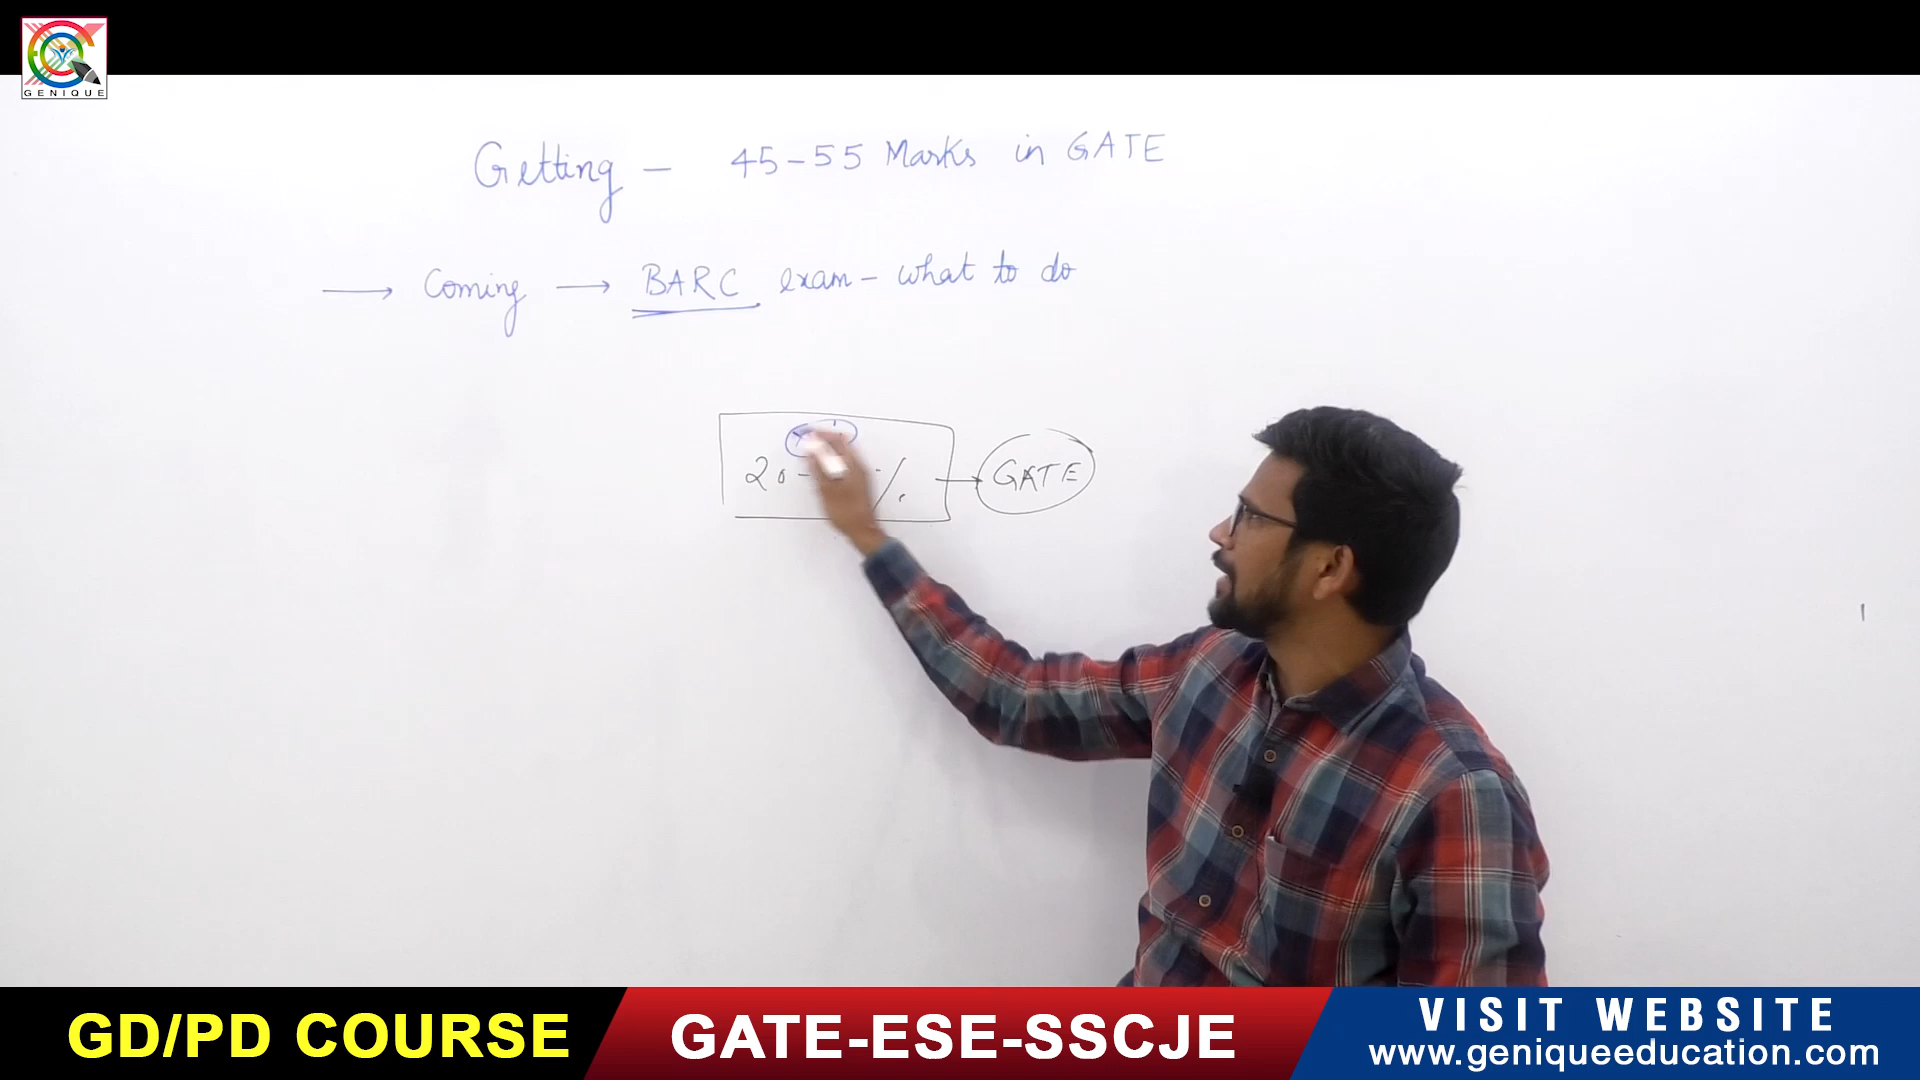 GENIQUE
Getting - 45-55 Marks in GATE
→ Coming → BARC exam - what to do
20- %. → GATE
GD/PD COURSE
GATE-ESE-SSCJE
VISIT WEBSITE
www.geniqueeducation.com